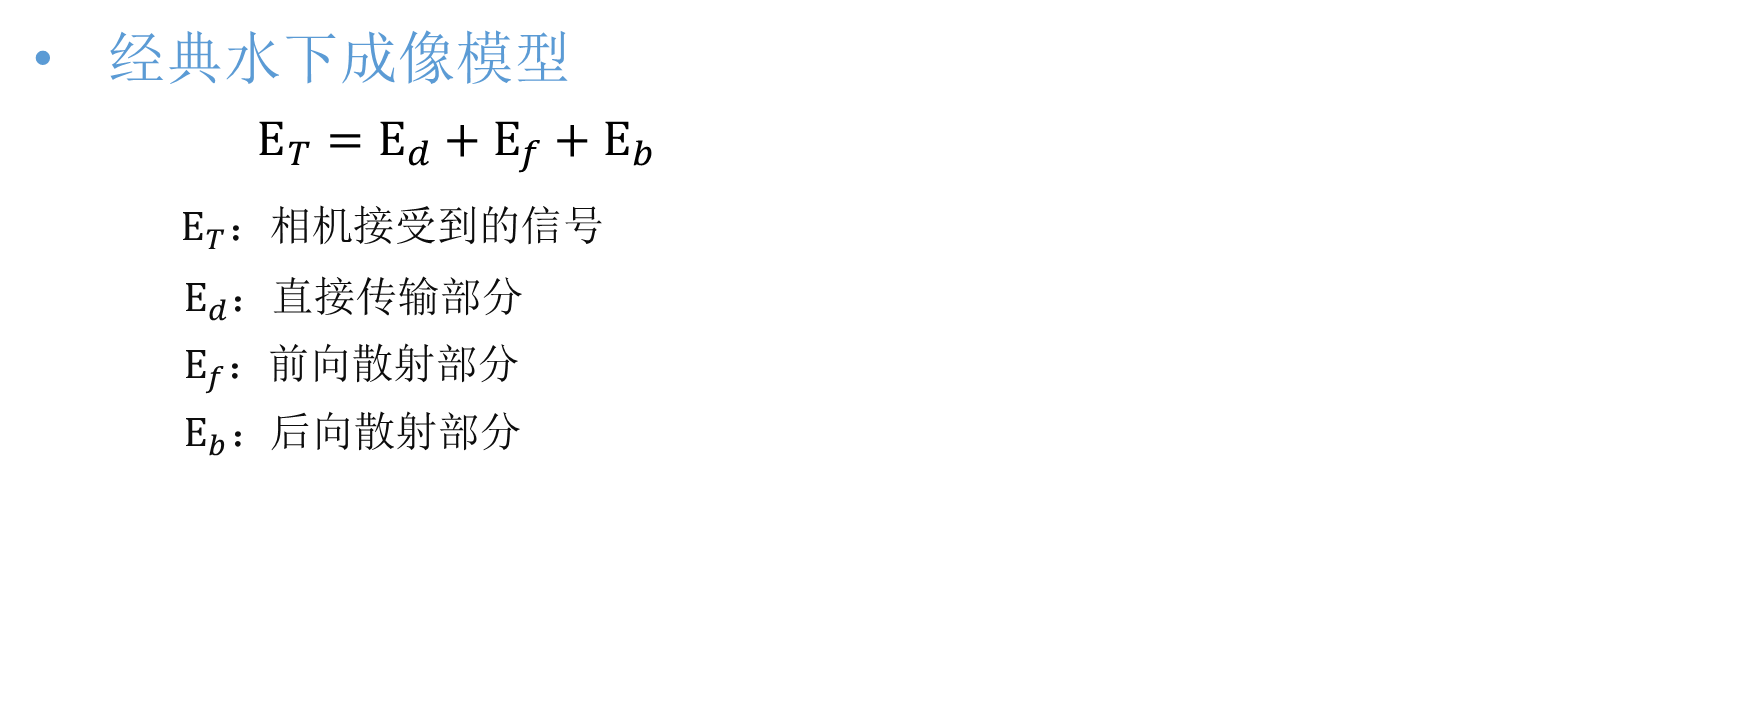 • 经典水下成像模型
E_T = E_d + E_f + E_b
E_T：相机接受到的信号
E_d：直接传输部分
E_f：前向散射部分
E_b：后向散射部分